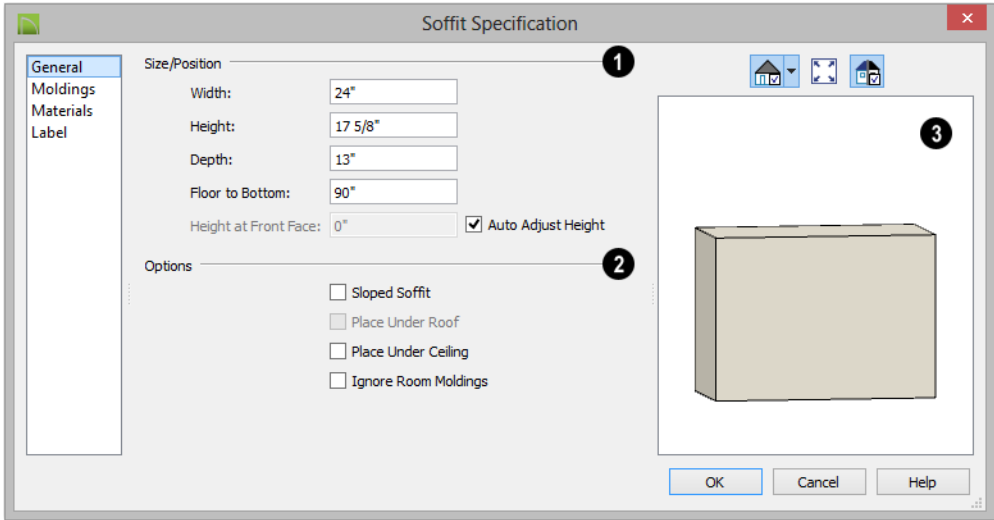 Soffit Specification
×
General
Moldings
Materials
Label
Size/Position
1
Width: 24"
Height: 17 5/8"
Depth: 13"
Floor to Bottom: 90"
Height at Front Face: 0" Auto Adjust Height
Options
2
Sloped Soffit
Place Under Roof
Place Under Ceiling
Ignore Room Moldings
3
OK Cancel Help